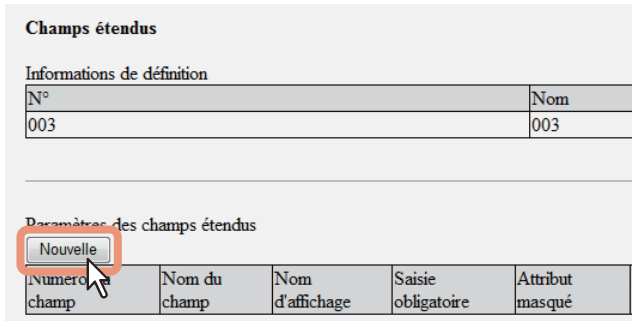 Champs étendus
Informations de définition
N° Nom
003 003
Paramètres des champs étendus
Nouvelle
Numéro Nom du Nom Saisie Attribut
champ champ d'affichage obligatoire masqué